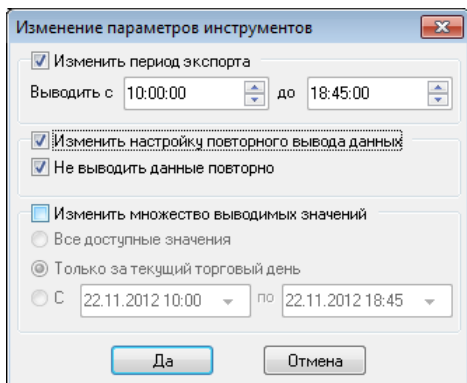 Изменение параметров инструментов
Изменить период экспорта
Выводить с 10:00:00 до 18:45:00
Изменить настройку повторного вывода данных
Не выводить данные повторно
Изменить множество выводимых значений
Все доступные значения
Только за текущий торговый день
С 22.11.2012 10:00 по 22.11.2012 18:45
Да Отмена